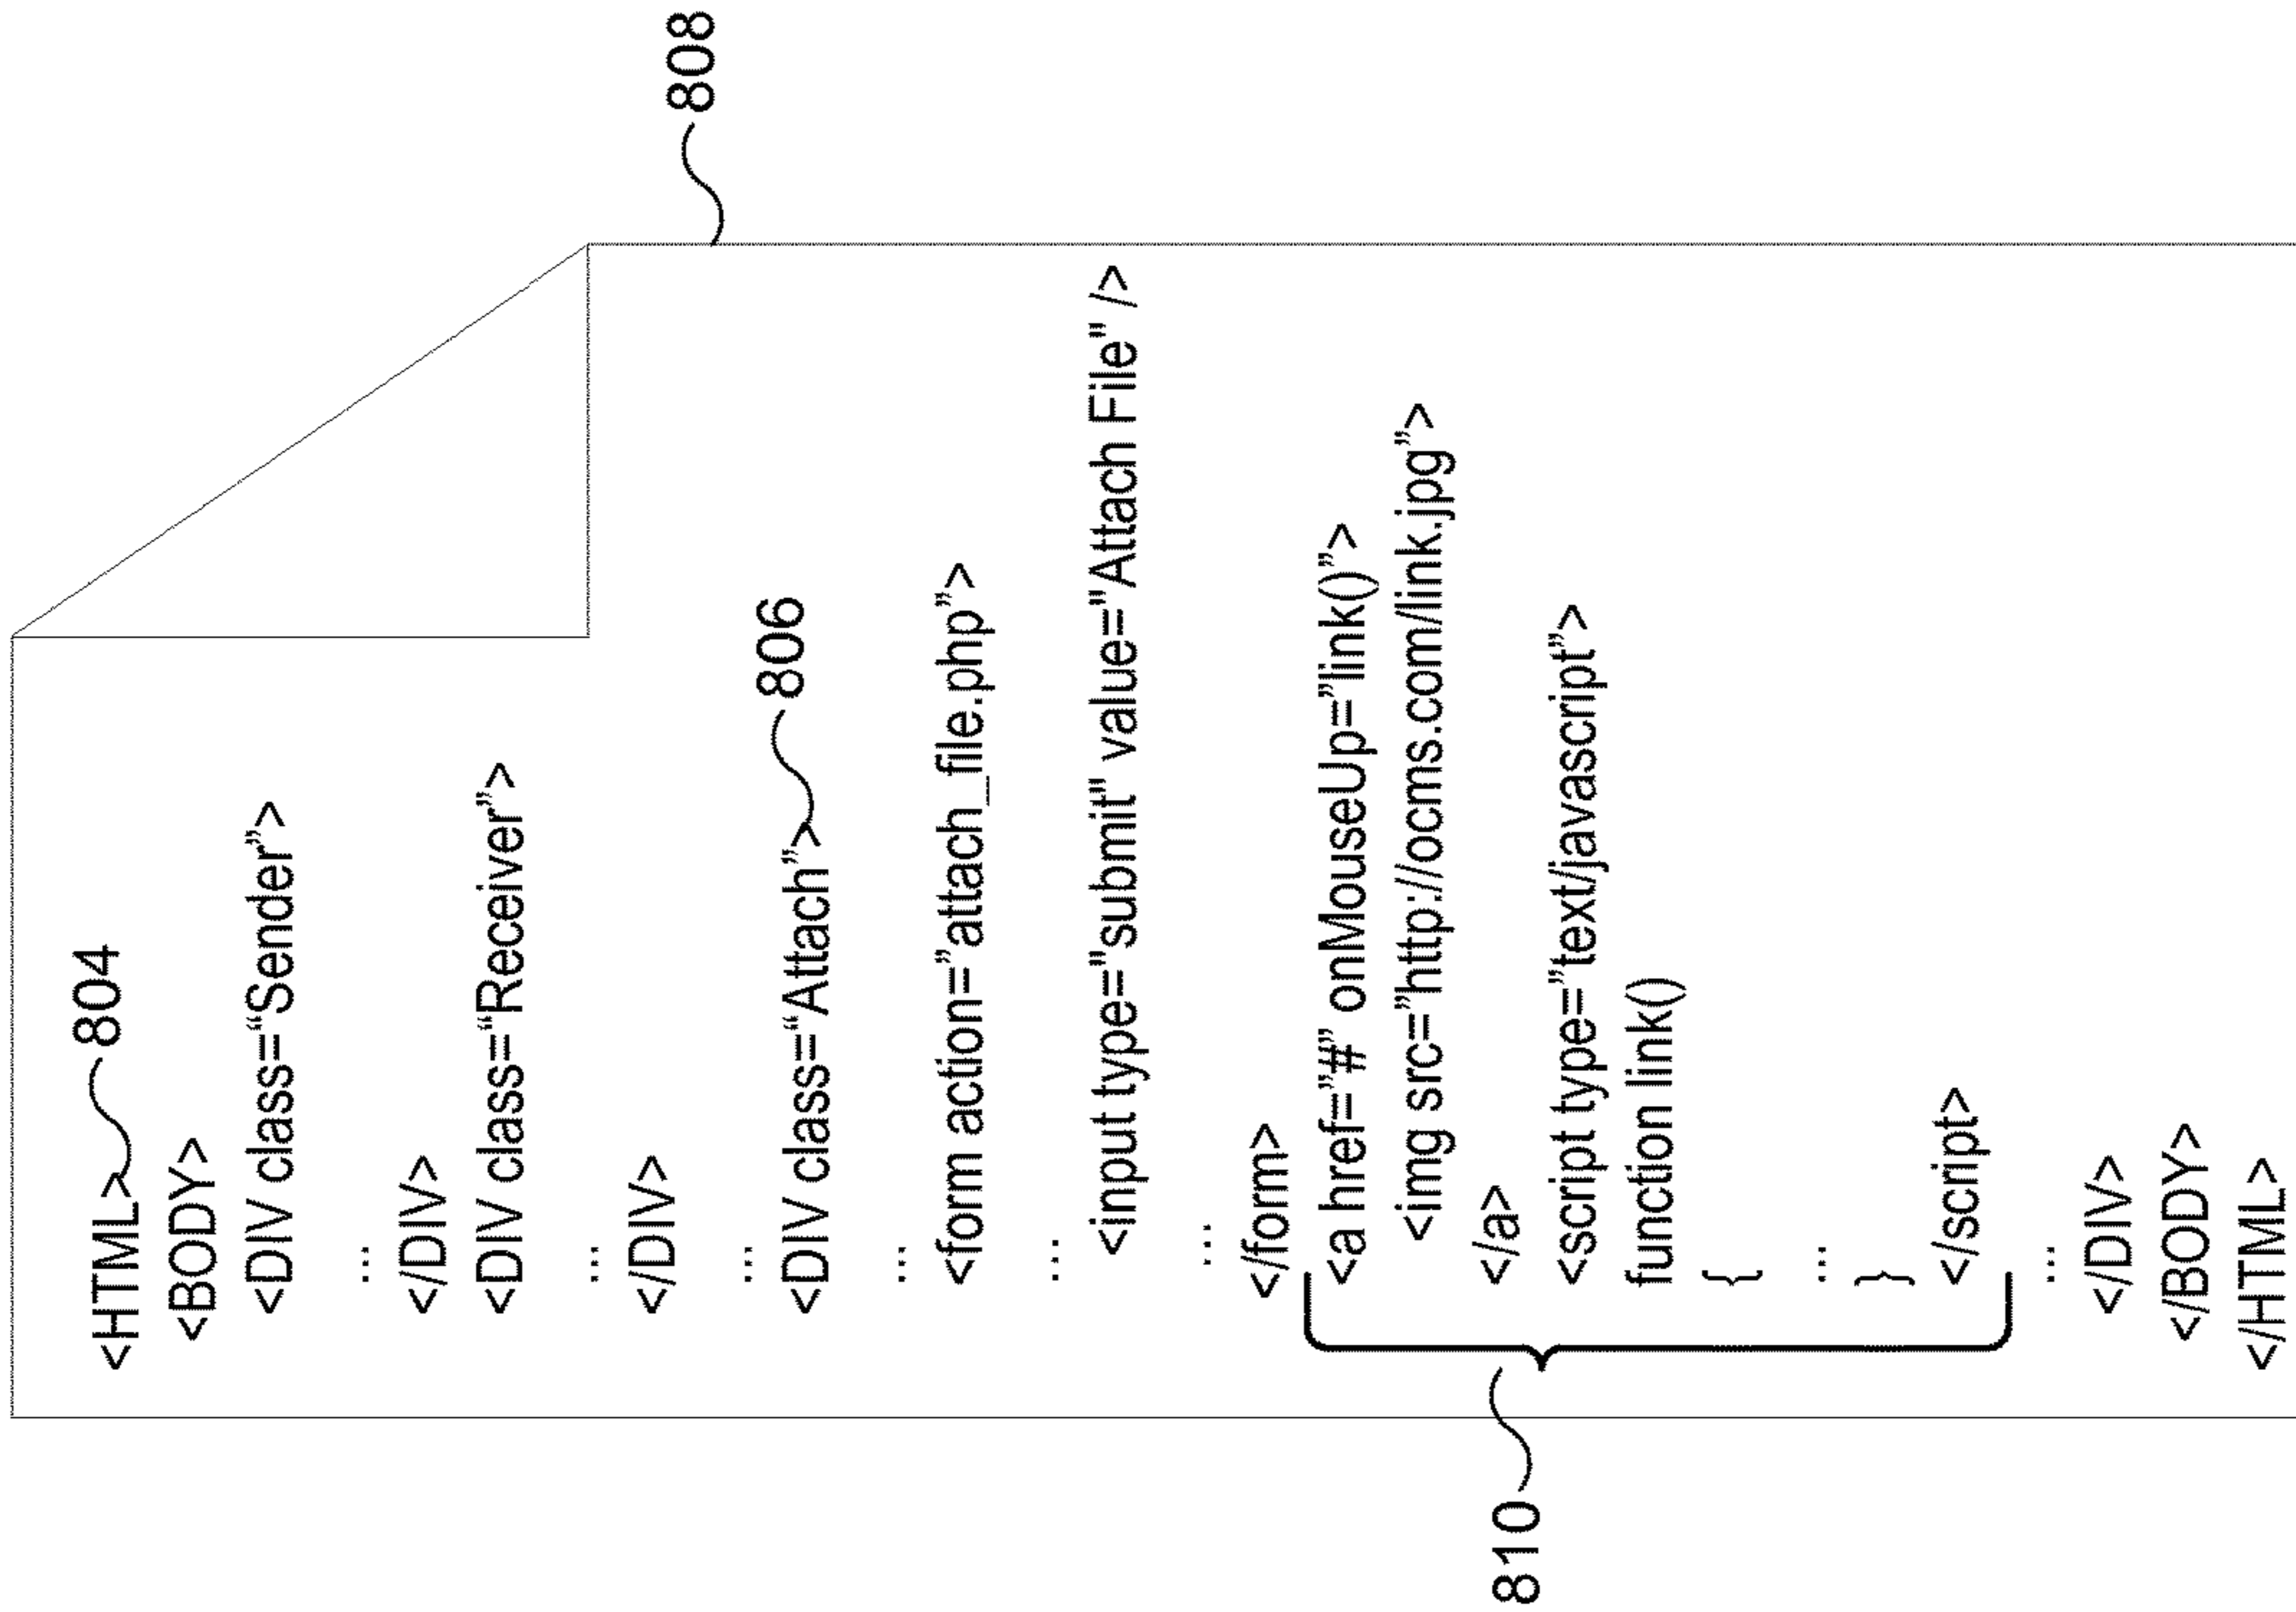 808
<HTML> 804
<BODY>
<DIV class=“Sender”>
...
</DIV>
<DIV class=“Receiver”>
...
</DIV>
...
<DIV class=“Attach”> 806
...
<form action=”attach_file.php”>
...
<input type="submit" value="Attach File" />
...
</form>
<a href=”#” onMouseUp=”link()”>
<img src=”http://ocms.com/link.jpg”>
</a>
<script type=”text/javascript”>
function link()
{
...
}
</script>
810
...
</DIV>
</BODY>
</HTML>